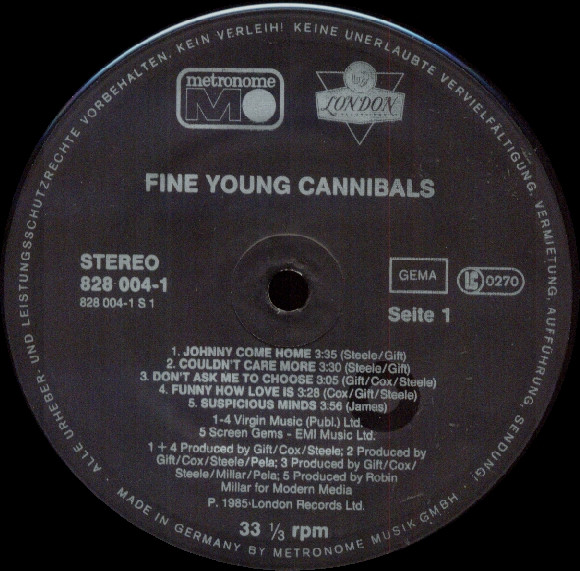 ALLE URHEBER- UND LEISTUNGSSCHUTZRECHTE VORBEHALTEN. KEIN VERLEIH! KEINE UNERLAUBTE VERVIELFÄLTIGUNG, VERMIETUNG, AUFFÜHRUNG, SENDUNG!
metronome
M
LONDON
FINE YOUNG CANNIBALS
STEREO
828 004-1
828 004-1 S 1
GEMA
LC 0270
Seite 1
1. JOHNNY COME HOME 3:35 (Steele/Gift)
2. COULDN'T CARE MORE 3:30 (Steele/Gift)
3. DON'T ASK ME TO CHOOSE 3:05 (Gift/Cox/Steele)
4. FUNNY HOW LOVE IS 3:28 (Cox/Gift/Steele)
5. SUSPICIOUS MINDS 3:56 (James)
1-4 Virgin Music (Publ.) Ltd.
5 Screen Gems - EMI Music Ltd.
1 + 4 Produced by Gift/Cox/Steele; 2 Produced by
Gift/Cox/Steele/Pela; 3 Produced by Gift/Cox/
Steele/Millar/Pela; 5 Produced by Robin
Millar for Modern Media
P. 1985 London Records Ltd.
33 1/3 rpm
· MADE IN GERMANY BY METRONOME MUSIK GMBH ·